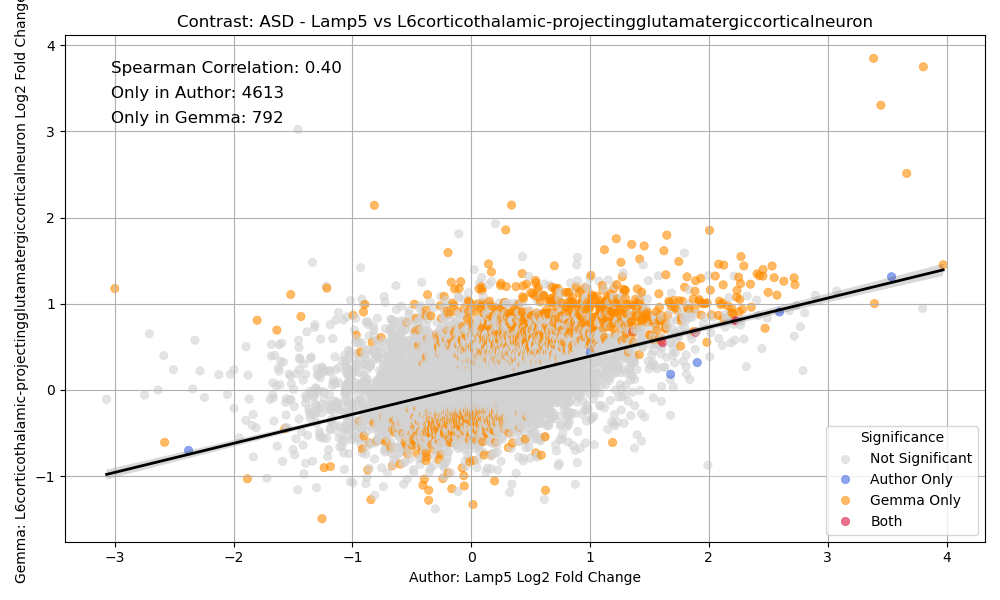 Contrast: ASD - Lamp5 vs L6corticothalamic-projectingglutamatergiccorticalneuron
Gemma: L6corticothalamic-projectingglutamatergiccorticalneuron Log2 Fold Change
4
3
2
1
0
−1
Spearman Correlation: 0.40
Only in Author: 4613
Only in Gemma: 792
Significance
Not Significant
Author Only
Gemma Only
Both
−3
−2
−1
0
1
2
3
4
Author: Lamp5 Log2 Fold Change